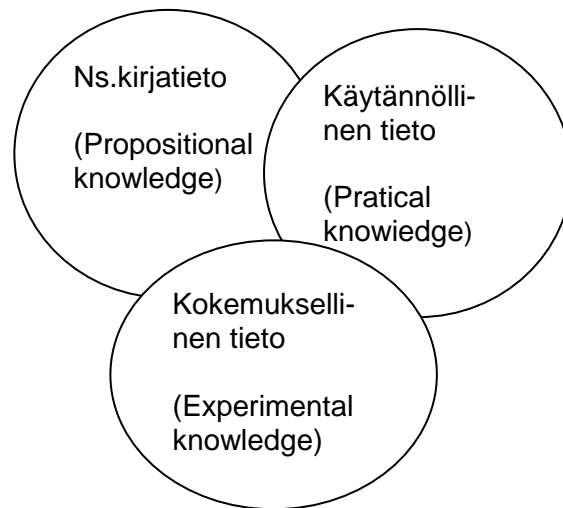 Ns.kirjatieto
(Propositional
knowledge)
Käytännölli-
nen tieto
(Pratical
knowiedge)
Kokemukselli-
nen tieto
(Experimental
knowledge)